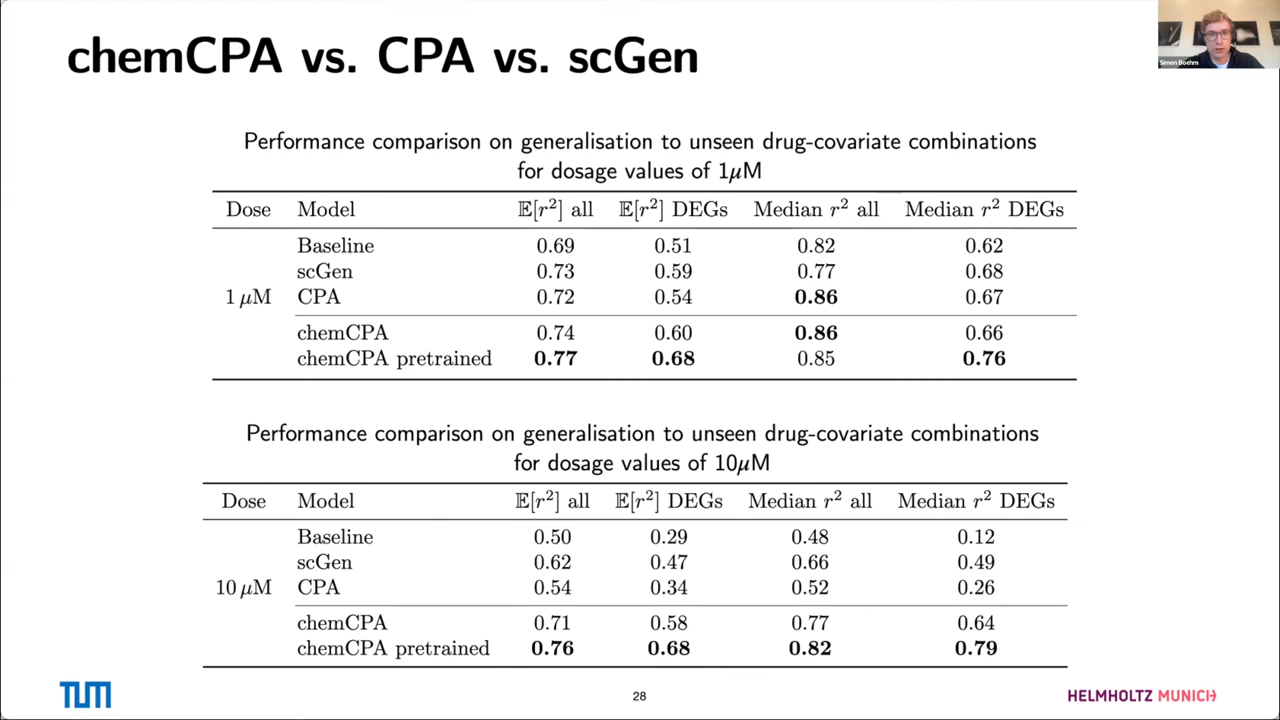 chemCPA vs. CPA vs. scGen
Simon Boehm
Performance comparison on generalisation to unseen drug-covariate combinations
for dosage values of 1μM
Dose Model 𝔼[r²] all 𝔼[r²] DEGs Median r² all Median r² DEGs
Baseline 0.69 0.51 0.82 0.62
scGen 0.73 0.59 0.77 0.68
1 μM CPA 0.72 0.54 0.86 0.67
chemCPA 0.74 0.60 0.86 0.66
chemCPA pretrained 0.77 0.68 0.85 0.76
Performance comparison on generalisation to unseen drug-covariate combinations
for dosage values of 10μM
Dose Model 𝔼[r²] all 𝔼[r²] DEGs Median r² all Median r² DEGs
Baseline 0.50 0.29 0.48 0.12
scGen 0.62 0.47 0.66 0.49
10 μM CPA 0.54 0.34 0.52 0.26
chemCPA 0.71 0.58 0.77 0.64
chemCPA pretrained 0.76 0.68 0.82 0.79
TUM
28
HELMHOLTZ MUNICH